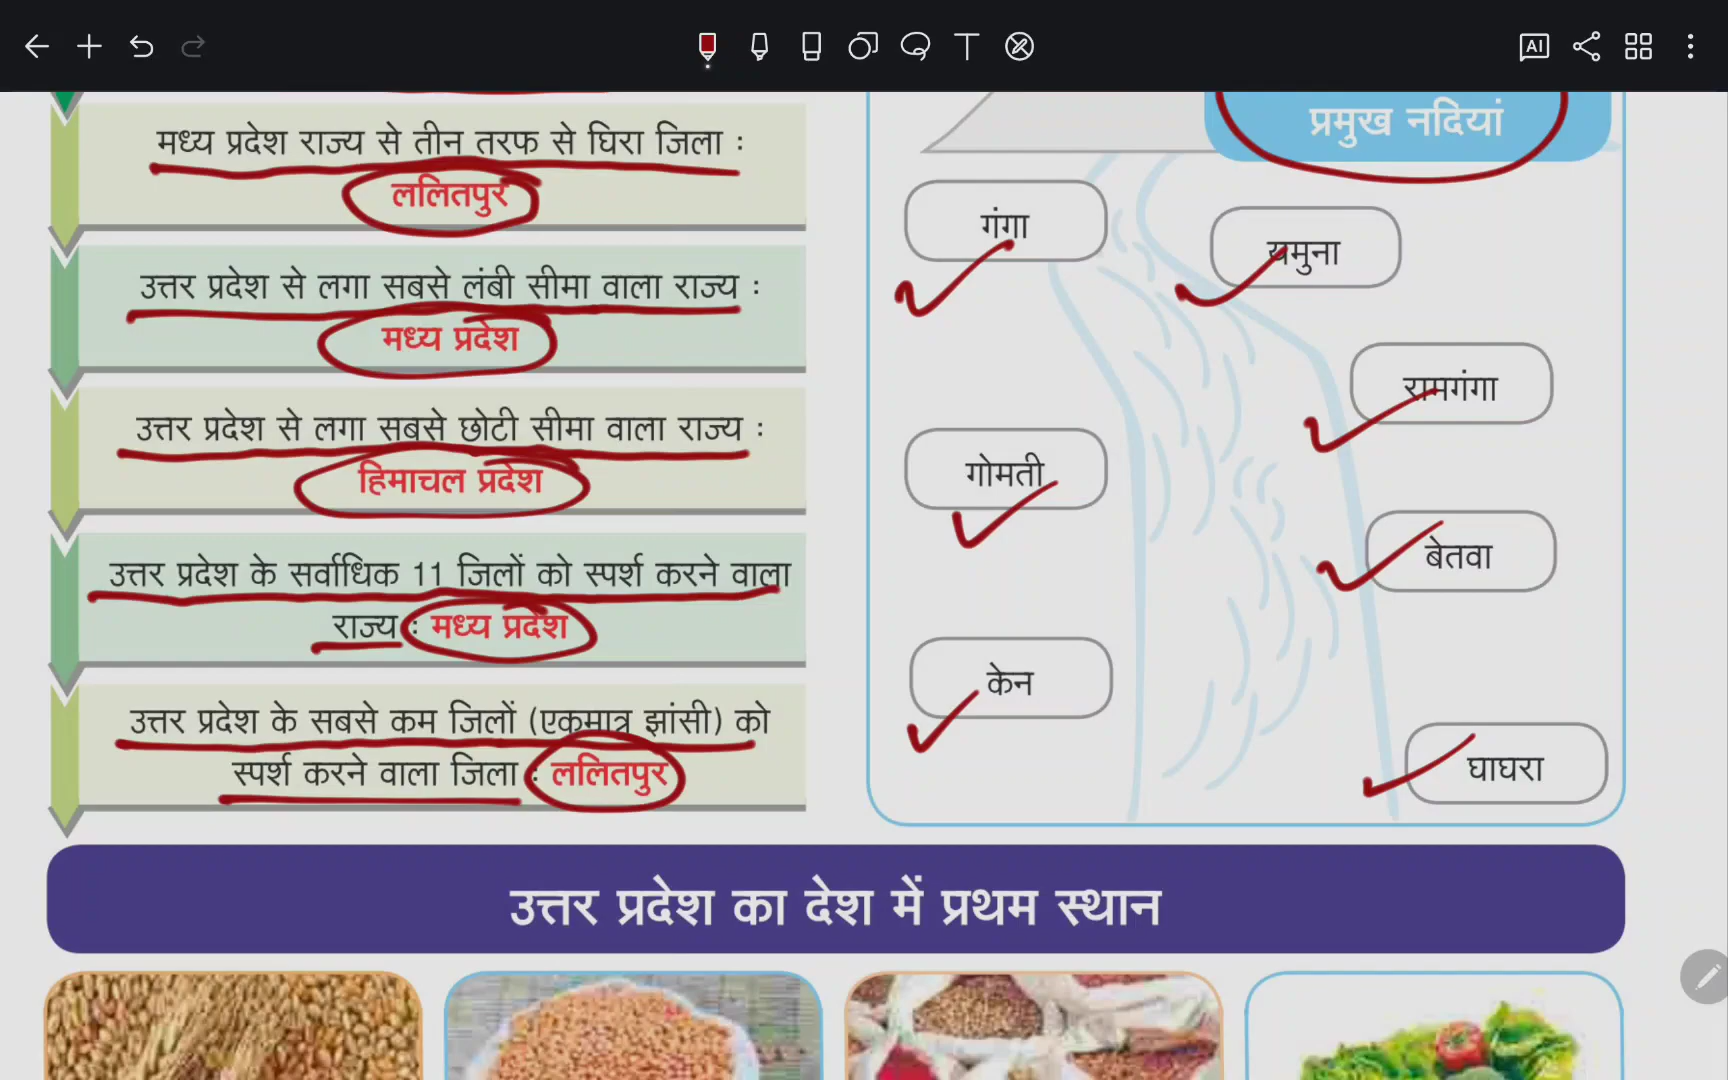 AI
मध्य प्रदेश राज्य से तीन तरफ से घिरा जिला :
ललितपुर
उत्तर प्रदेश से लगा सबसे लंबी सीमा वाला राज्य :
मध्य प्रदेश
उत्तर प्रदेश से लगा सबसे छोटी सीमा वाला राज्य :
हिमाचल प्रदेश
उत्तर प्रदेश के सर्वाधिक 11 जिलों को स्पर्श करने वाला
राज्य : मध्य प्रदेश
उत्तर प्रदेश के सबसे कम जिलों (एकमात्र झांसी) को
स्पर्श करने वाला जिला : ललितपुर
प्रमुख नदियां
गंगा
यमुना
रामगंगा
गोमती
बेतवा
केन
घाघरा
उत्तर प्रदेश का देश में प्रथम स्थान